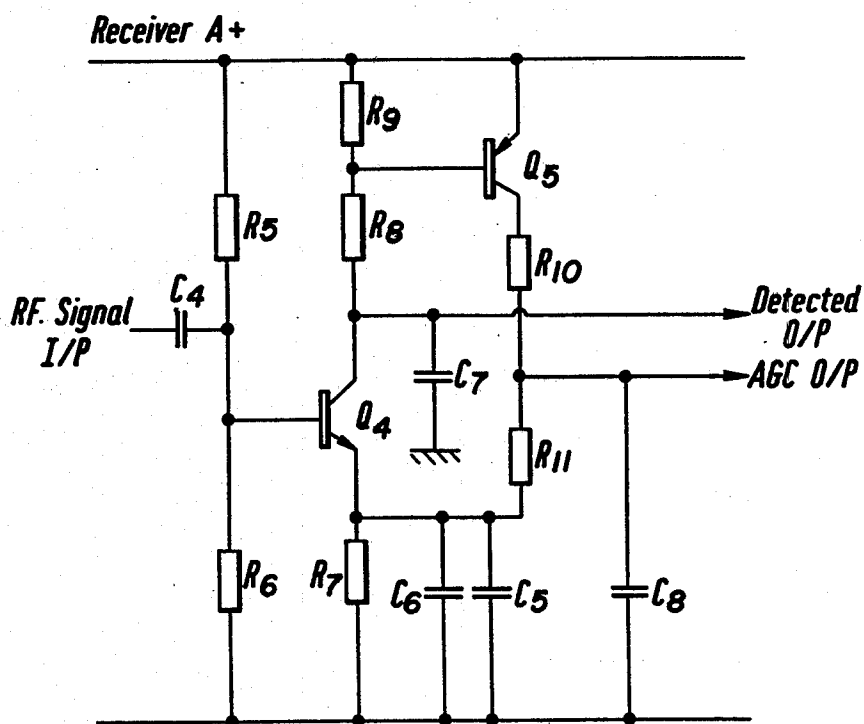 Receiver A+
R9
Q5
R5
R8
R10
C4
RF. Signal
I/P
Detected
O/P
C7
AGC O/P
Q4
R11
R6
R7
C6
C5
C8